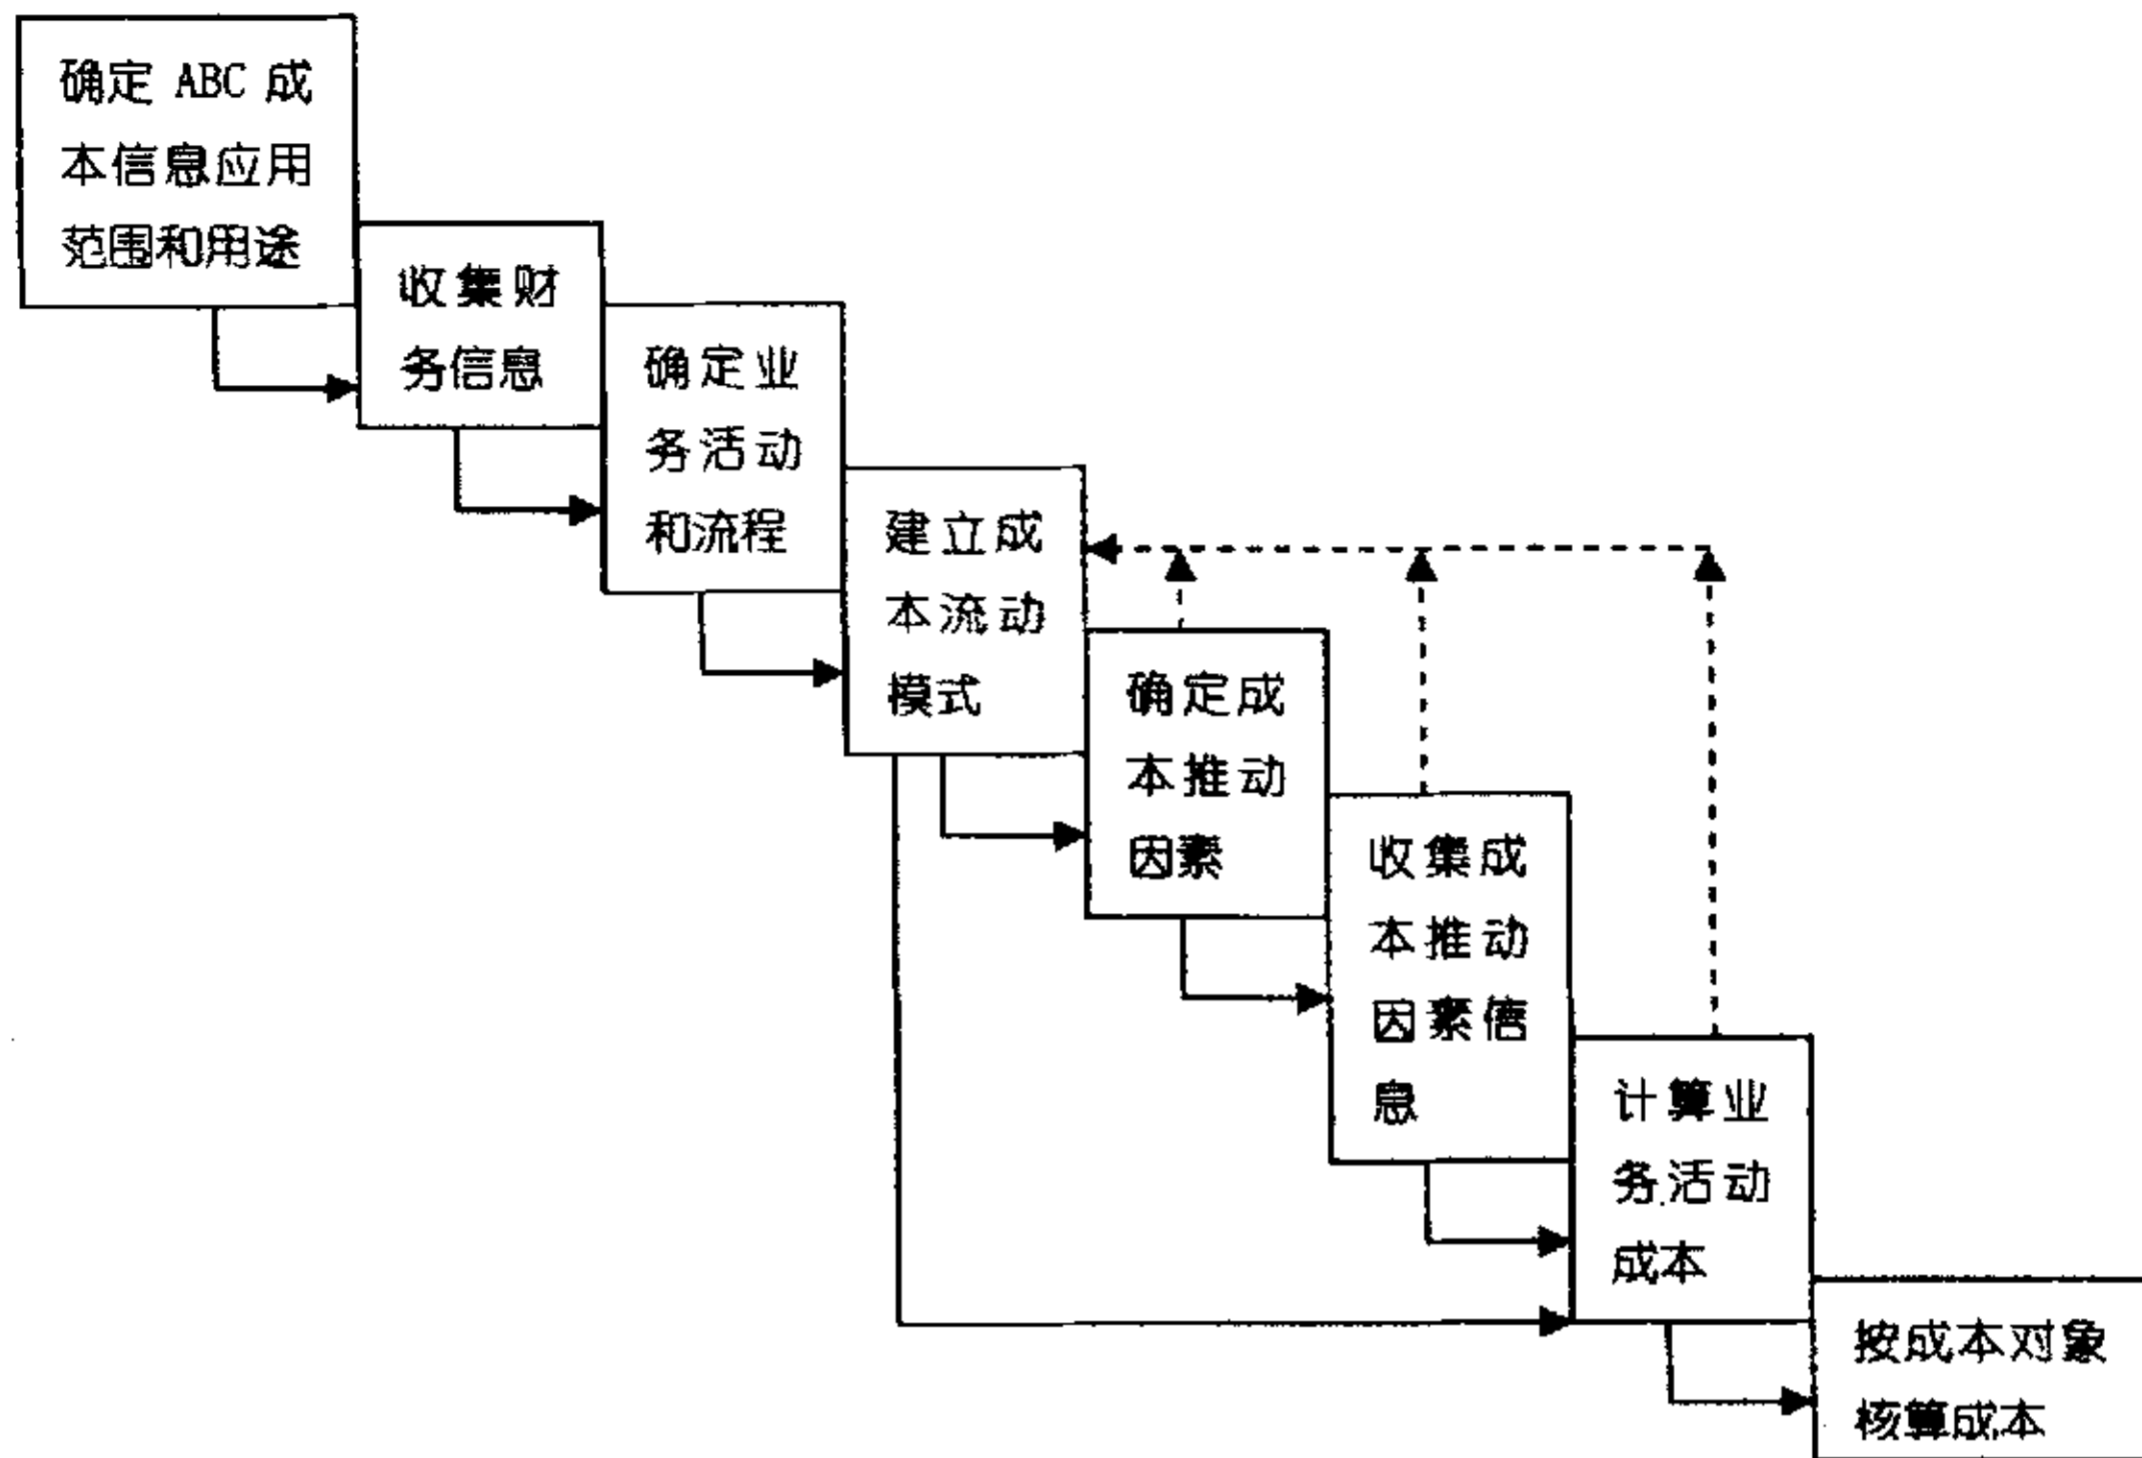 确定 ABC 成
本信息应用
范围和用途
收集财
务信息
确定业
务活动
和流程
建立成
本流动
模式
确定成
本推动
因素
收集成
本推动
因素信
息
计算业
务活动
成本
按成本对象
核算成本